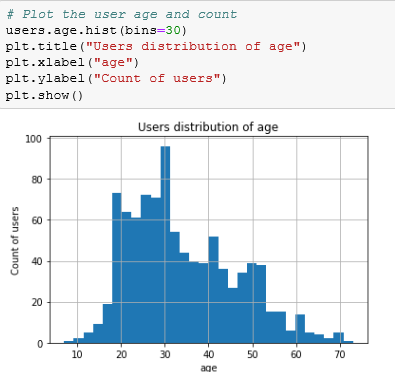 # Plot the user age and count
users.age.hist(bins=30)
plt.title("Users distribution of age")
plt.xlabel("age")
plt.ylabel("Count of users")
plt.show()
Users distribution of age
100
80
60
40
20
0
Count of users
10 20 30 40 50 60 70
age